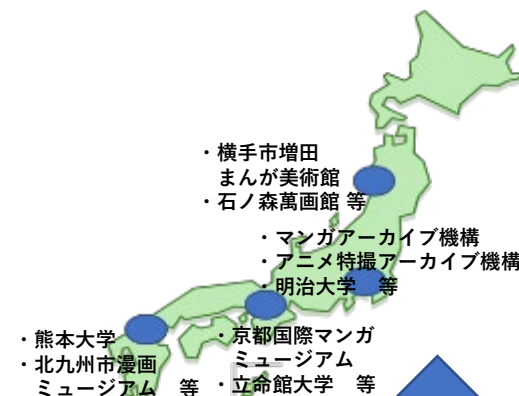 ・横手市増田
まんが美術館
・石ノ森萬画館 等
・マンガアーカイブ機構
・アニメ特撮アーカイブ機構
・明治大学　等
・熊本大学
・北九州市漫画
ミュージアム　等
・京都国際マンガ
ミュージアム
・立命館大学　等